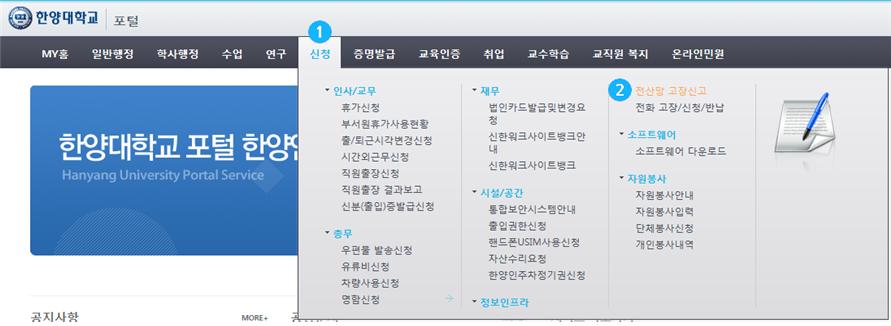 한양대학교 포털
1
MY홈 일반행정 학사행정 수업 연구 신청 증명발급 교육인증 취업 교수학습 교직원 복지 온라인민원
인사/교무
휴가신청
부서원휴가사용현황
출/퇴근시각변경신청
시간외근무신청
직원출장신청
직원출장 결과보고
신분(출입)증발급신청
총무
우편물 발송신청
유류비신청
차량사용신청
명함신청
재무
법인카드발급및변경요
청
신한워크사이트뱅크안
내
신한워크사이트뱅크
시설/공간
통합보안시스템안내
출입권한신청
핸드폰USIM사용신청
자산수리요청
한양인주차정기권신청
정보인프라
2 전산망 고장신고
전화 고장/신청/반납
소프트웨어
소프트웨어 다운로드
자원봉사
자원봉사안내
자원봉사입력
단체봉사신청
개인봉사내역
한양대학교 포털 한양인
Hanyang University Portal Service
공지사항 MORE+